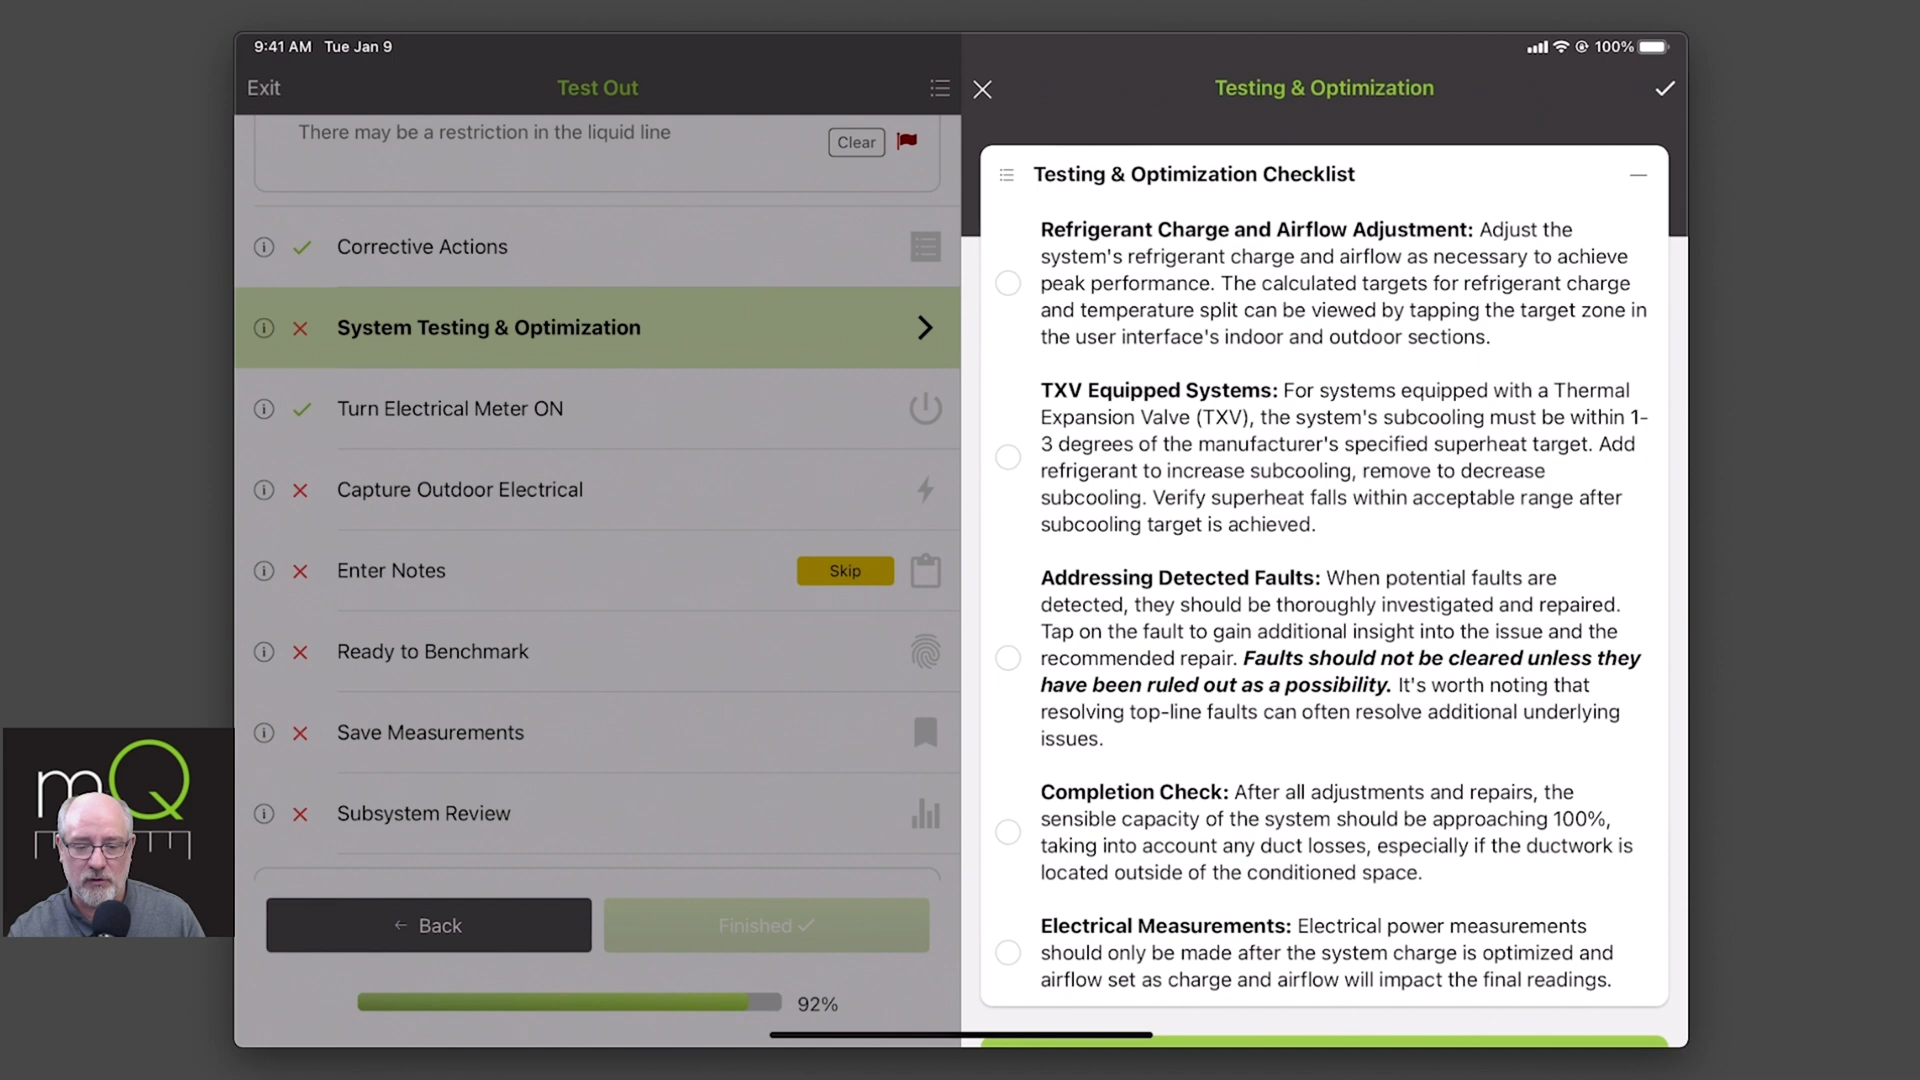 9:41 AM Tue Jan 9
100%
Exit
Test Out
There may be a restriction in the liquid line
Clear
Corrective Actions
System Testing & Optimization
Turn Electrical Meter ON
Capture Outdoor Electrical
Enter Notes
Skip
Ready to Benchmark
Save Measurements
Subsystem Review
← Back
Finished ✓
92%
mQ
Testing & Optimization
Testing & Optimization Checklist
Refrigerant Charge and Airflow Adjustment: Adjust the
system's refrigerant charge and airflow as necessary to achieve
peak performance. The calculated targets for refrigerant charge
and temperature split can be viewed by tapping the target zone in
the user interface's indoor and outdoor sections.
TXV Equipped Systems: For systems equipped with a Thermal
Expansion Valve (TXV), the system's subcooling must be within 1-
3 degrees of the manufacturer's specified superheat target. Add
refrigerant to increase subcooling, remove to decrease
subcooling. Verify superheat falls within acceptable range after
subcooling target is achieved.
Addressing Detected Faults: When potential faults are
detected, they should be thoroughly investigated and repaired.
Tap on the fault to gain additional insight into the issue and the
recommended repair. Faults should not be cleared unless they
have been ruled out as a possibility. It's worth noting that
resolving top-line faults can often resolve additional underlying
issues.
Completion Check: After all adjustments and repairs, the
sensible capacity of the system should be approaching 100%,
taking into account any duct losses, especially if the ductwork is
located outside of the conditioned space.
Electrical Measurements: Electrical power measurements
should only be made after the system charge is optimized and
airflow set as charge and airflow will impact the final readings.